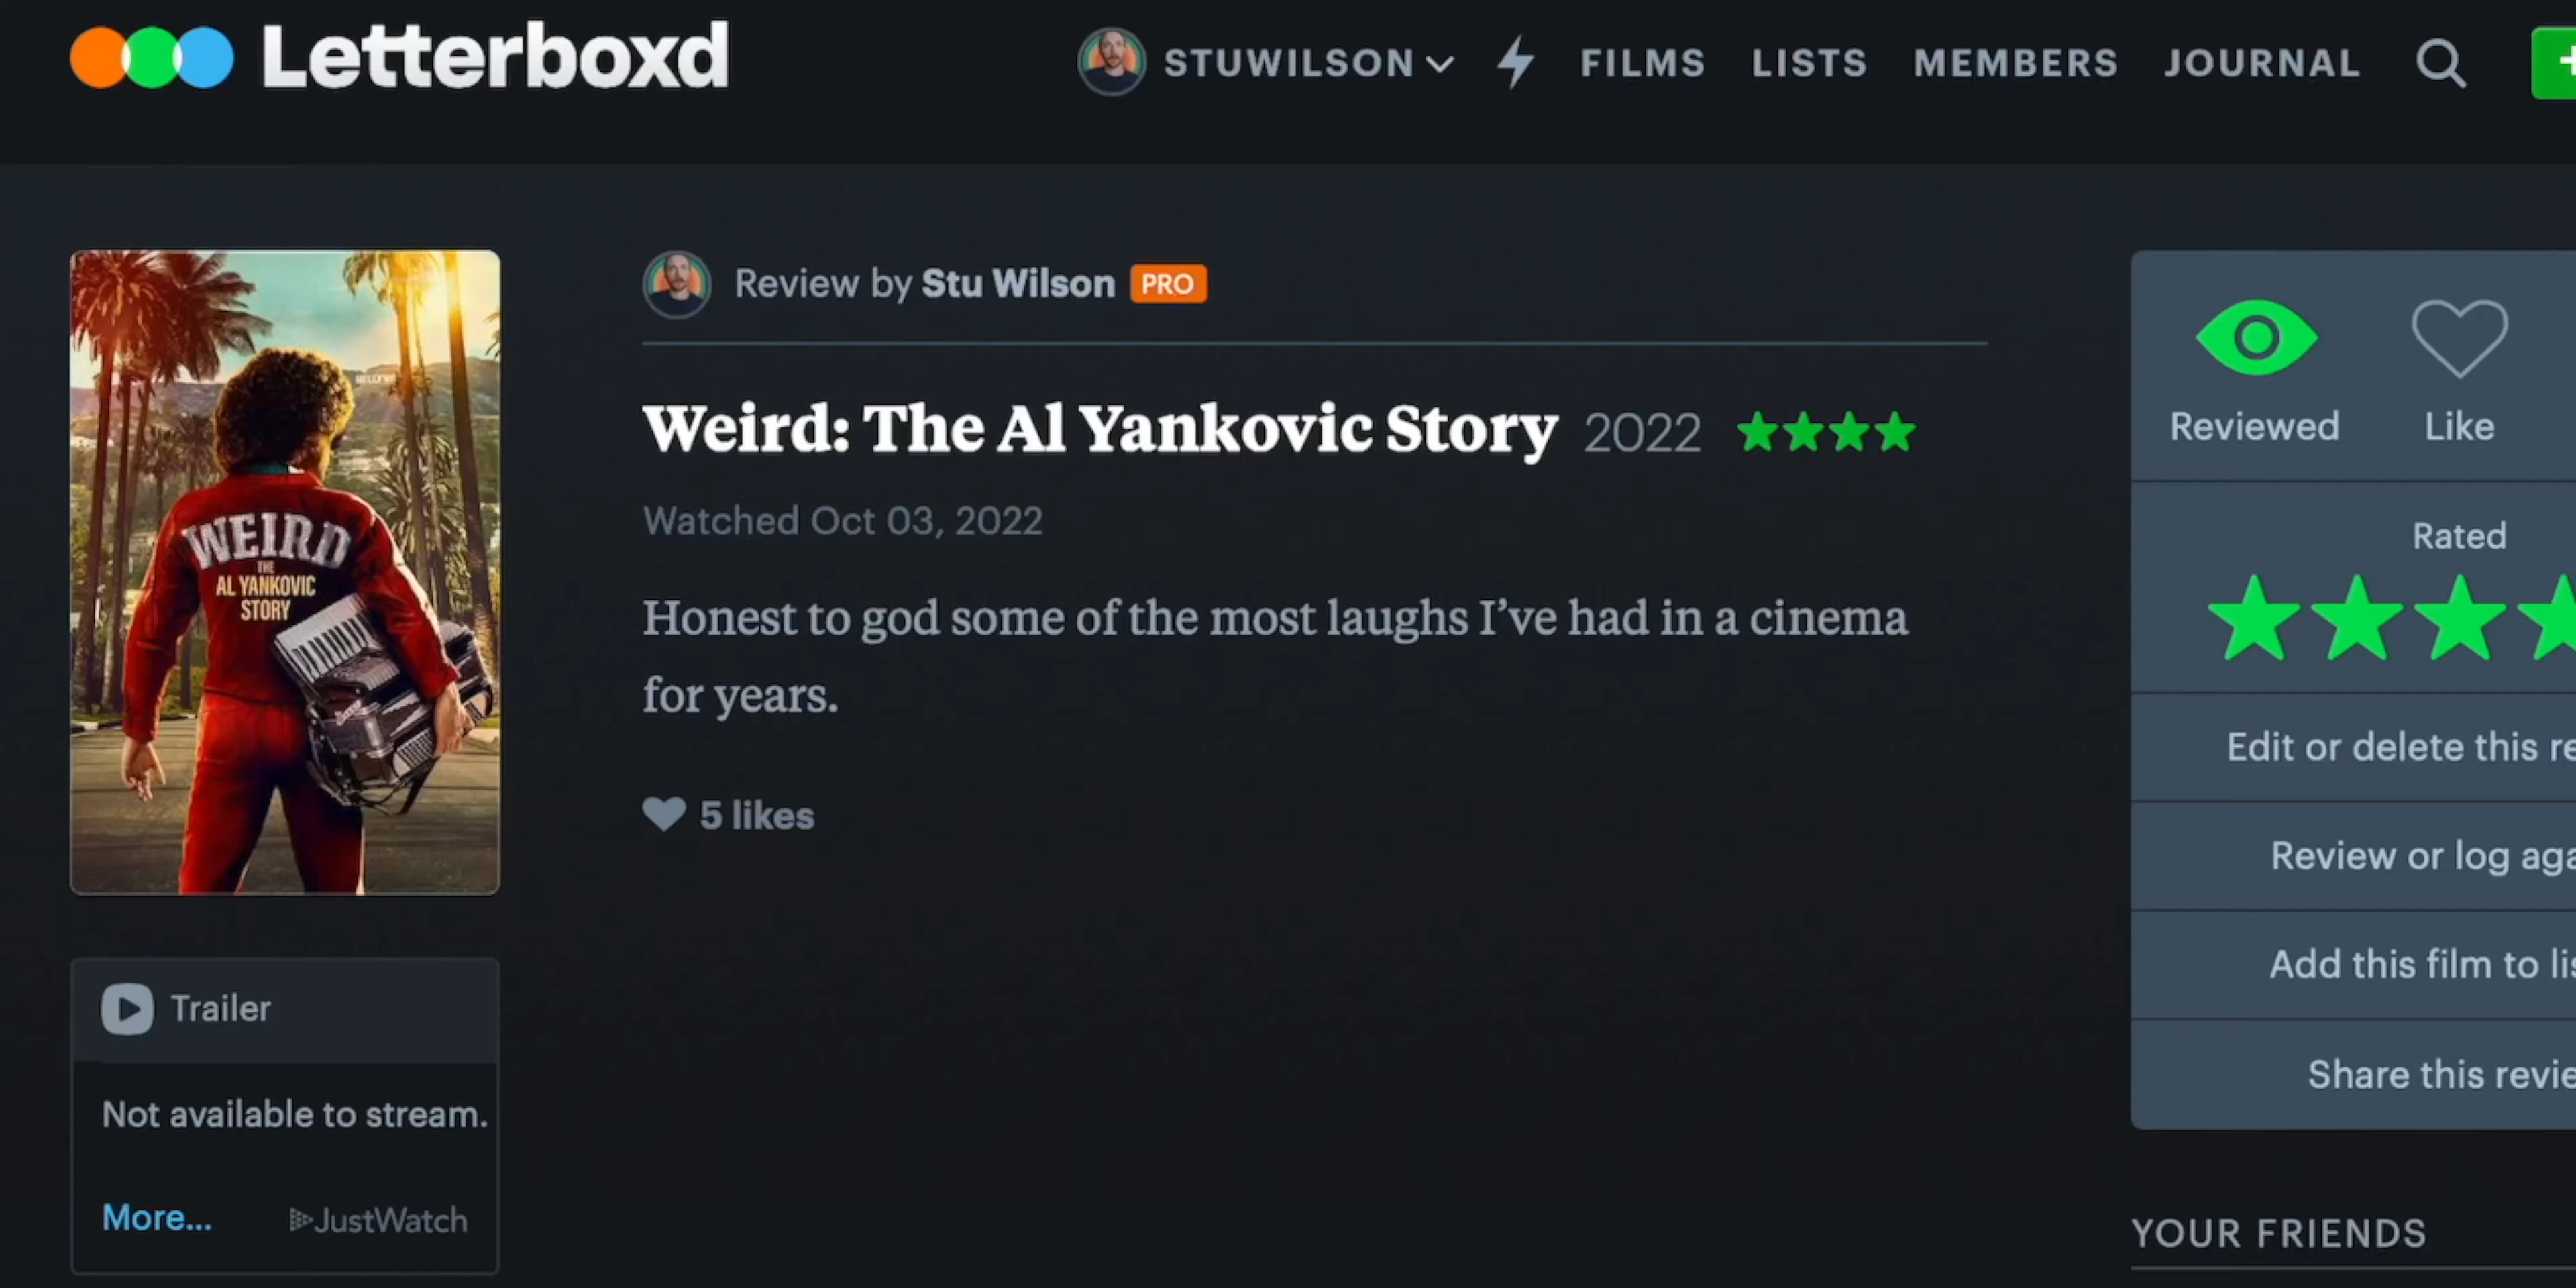 Letterboxd
STUWILSON FILMS LISTS MEMBERS JOURNAL
Review by Stu Wilson PRO
Weird: The Al Yankovic Story 2022
Watched Oct 03, 2022
Honest to god some of the most laughs I’ve had in a cinema
for years.
5 likes
WEIRD
THE
AL YANKOVIC
STORY
Trailer
Not available to stream.
More...
JustWatch
Reviewed Like
Rated
Edit or delete this re
Review or log aga
Add this film to lis
Share this revie
YOUR FRIENDS